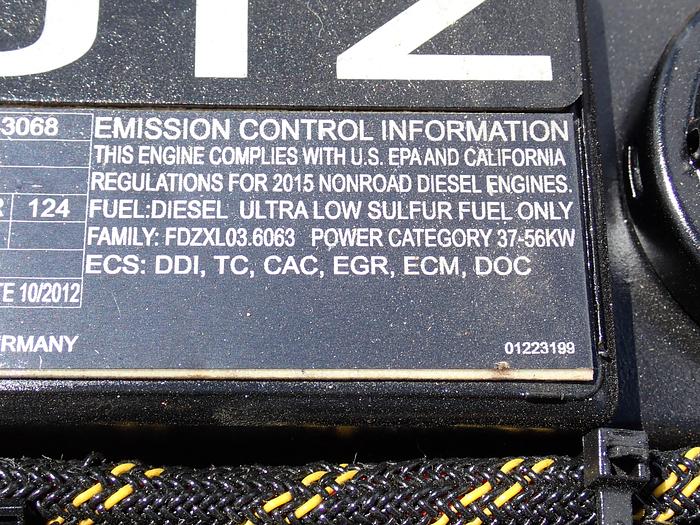 UTZ
3068
EMISSION CONTROL INFORMATION
THIS ENGINE COMPLIES WITH U.S. EPA AND CALIFORNIA
REGULATIONS FOR 2015 NONROAD DIESEL ENGINES.
R 124
FUEL:DIESEL ULTRA LOW SULFUR FUEL ONLY
FAMILY: FDZXL03.6063 POWER CATEGORY 37-56KW
ECS: DDI, TC, CAC, EGR, ECM, DOC
TE 10/2012
RMANY
01223199